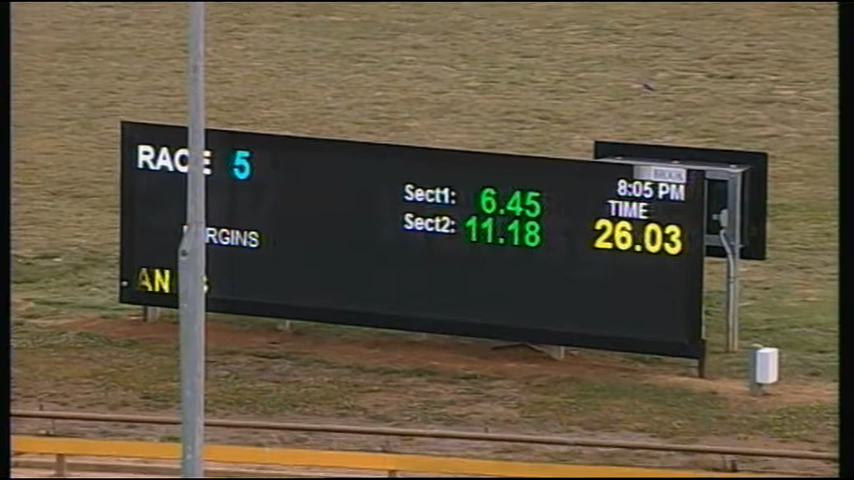 RACE 5
Sect1: 6.45
Sect2: 11.18
8:05 PM
TIME
26.03